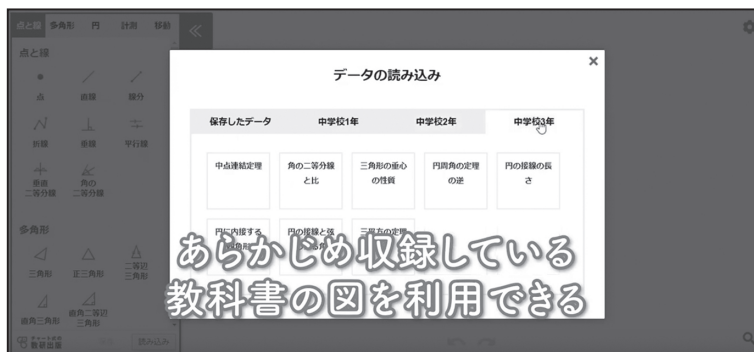 点と線 多角形 円 計測 移動
点と線
点 直線 線分
折線 垂線 平行線
垂直二等分線 角の二等分線
多角形
三角形 正三角形 二等辺三角形
直角三角形 直角二等辺三角形
数研出版 読み込み
データの読み込み
保存したデータ 中学校1年 中学校2年 中学校3年
中点連結定理 角の二等分線と比 三角形の重心の性質 円周角の定理の逆 円の接線の長さ
円に内接する 円の接線と弦 三平方の定理
あらかじめ収録している
教科書の図を利用できる